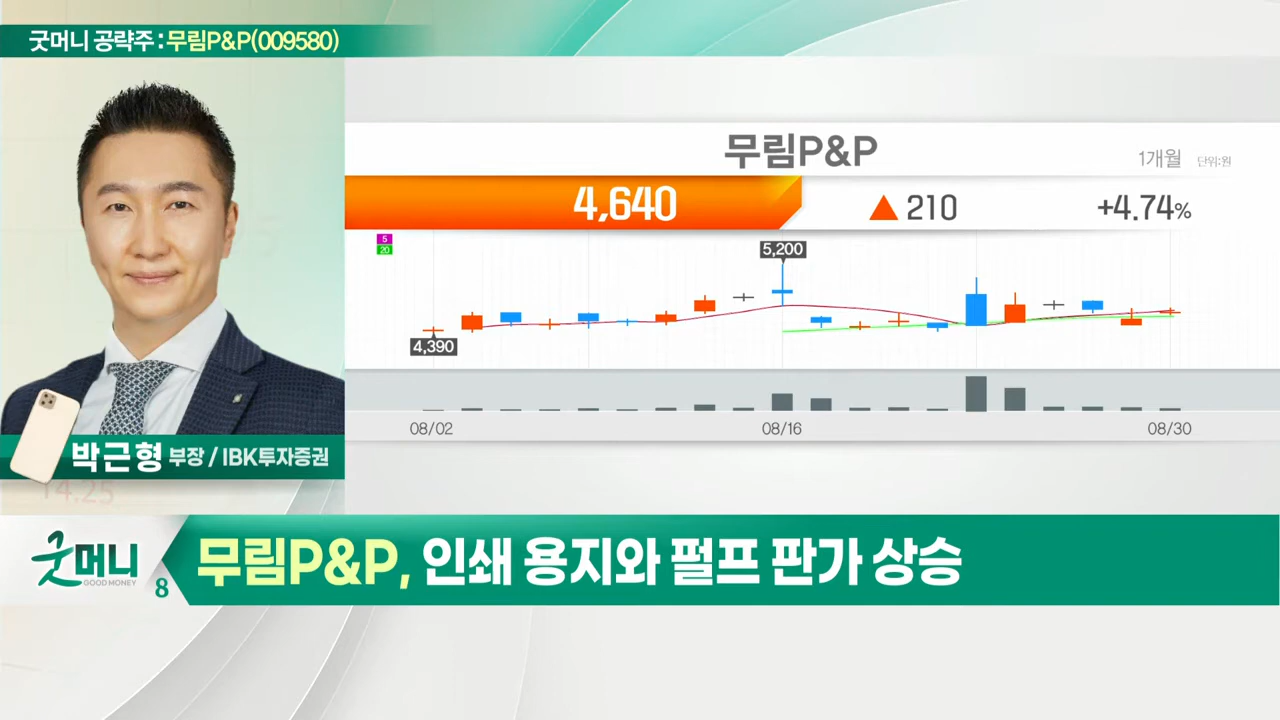 굿머니 공략주 : 무림P&P(009580)
무림P&P
1개월 단위:원
4,640 ▲ 210 +4.74%
5
20
5,200
4,390
08/02 08/16 08/30
박근형 부장 / IBK투자증권
14.25
굿머니
GOOD MONEY
8
무림P&P, 인쇄 용지와 펄프 판가 상승